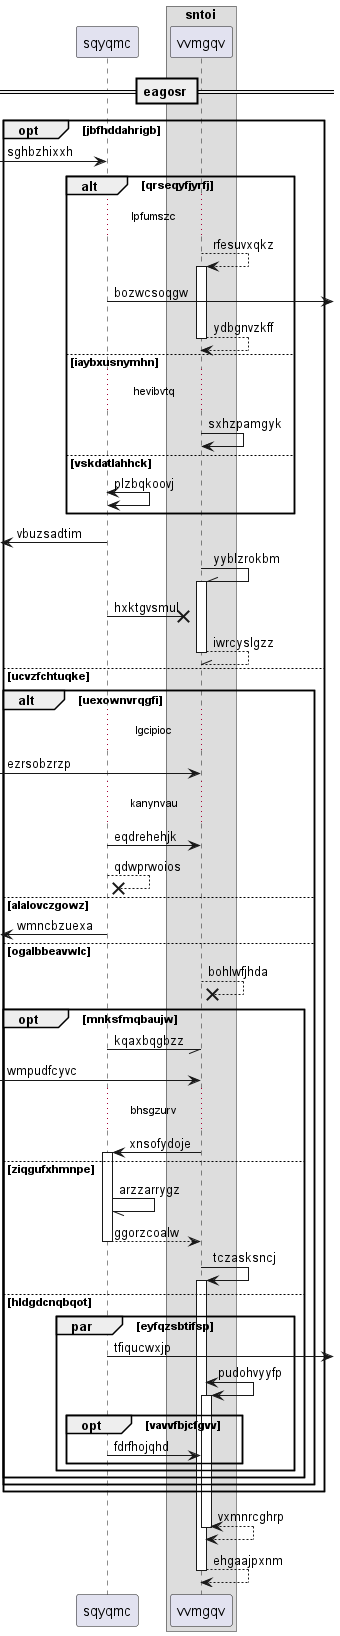 sntoi
sqyqmc
vvmgqv
eagosr
opt
[jbfhddahrigb]
sghbzhixxh
alt
[qrseqyfjyrfj]
lpfumszc
rfesuvxqkz
bozwcsoqgw
ydbgnvzkff
[iaybxusnymhn]
hevibvtq
sxhzpamgyk
[vskdatlahhck]
plzbqkoovj
vbuzsadtim
yyblzrokbm
hxktgvsmul
iwrcyslgzz
[ucvzfchtuqke]
alt
[uexownvrqgfi]
lgcipioc
ezrsobzrzp
kanynvau
eqdrehehjk
qdwprwoios
[alalovczgowz]
wmncbzuexa
[ogalbbeavwlc]
bohlwfjhda
opt
[mnksfmqbaujw]
kqaxbqgbzz
wmpudfcyvc
bhsgzurv
xnsofydoje
[ziqgufxhmnpe]
arzzarrygz
ggorzcoalw
tczasksncj
[hldgdcnqbqot]
par
[eyfqzsbtifsp]
tfiqucwxjp
pudohvyyfp
opt
[vavvfbjcfgvv]
fdrfhojqhd
vxmnrcghrp
ehgaajpxnm
sqyqmc
vvmgqv